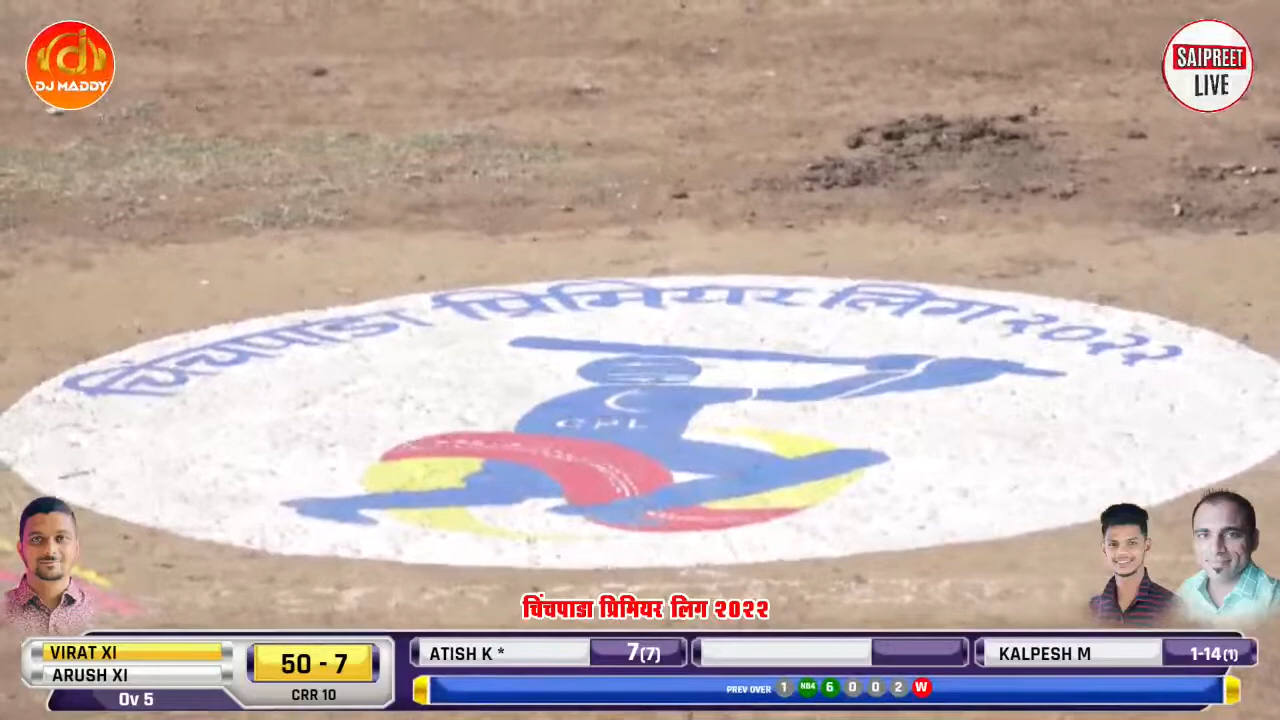 dj
DJ MADDY
SAIPREET
LIVE
चिंचपाडा प्रिमियर लिग २०२२
CPL
चिंचपाडा प्रिमियर लिग २०२२
VIRAT XI
ARUSH XI
Ov 5
50 - 7
CRR 10
ATISH K *
7(7)
KALPESH M
1-14(1)
PREV OVER 1 NB4 6 0 0 2 W